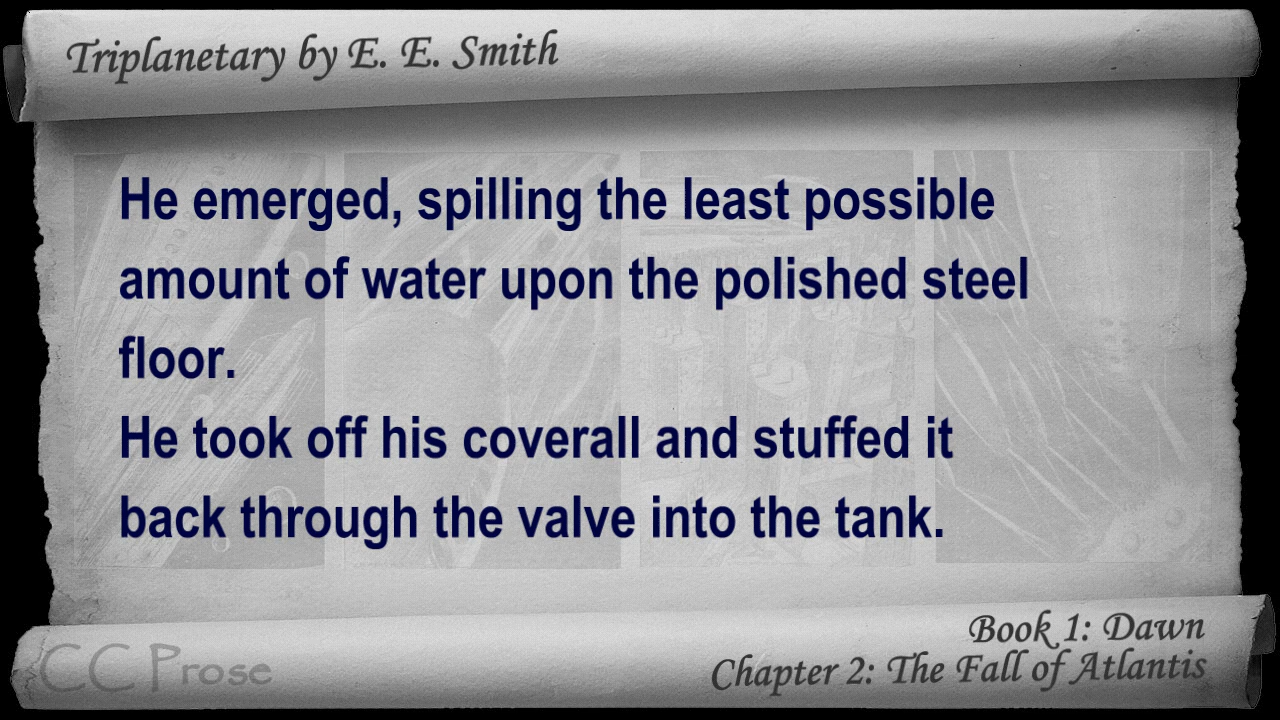 Triplanetary by E. E. Smith
He emerged, spilling the least possible
amount of water upon the polished steel
floor.
He took off his coverall and stuffed it
back through the valve into the tank.
Book 1: Dawn
Chapter 2: The Fall of Atlantis
CC Prose